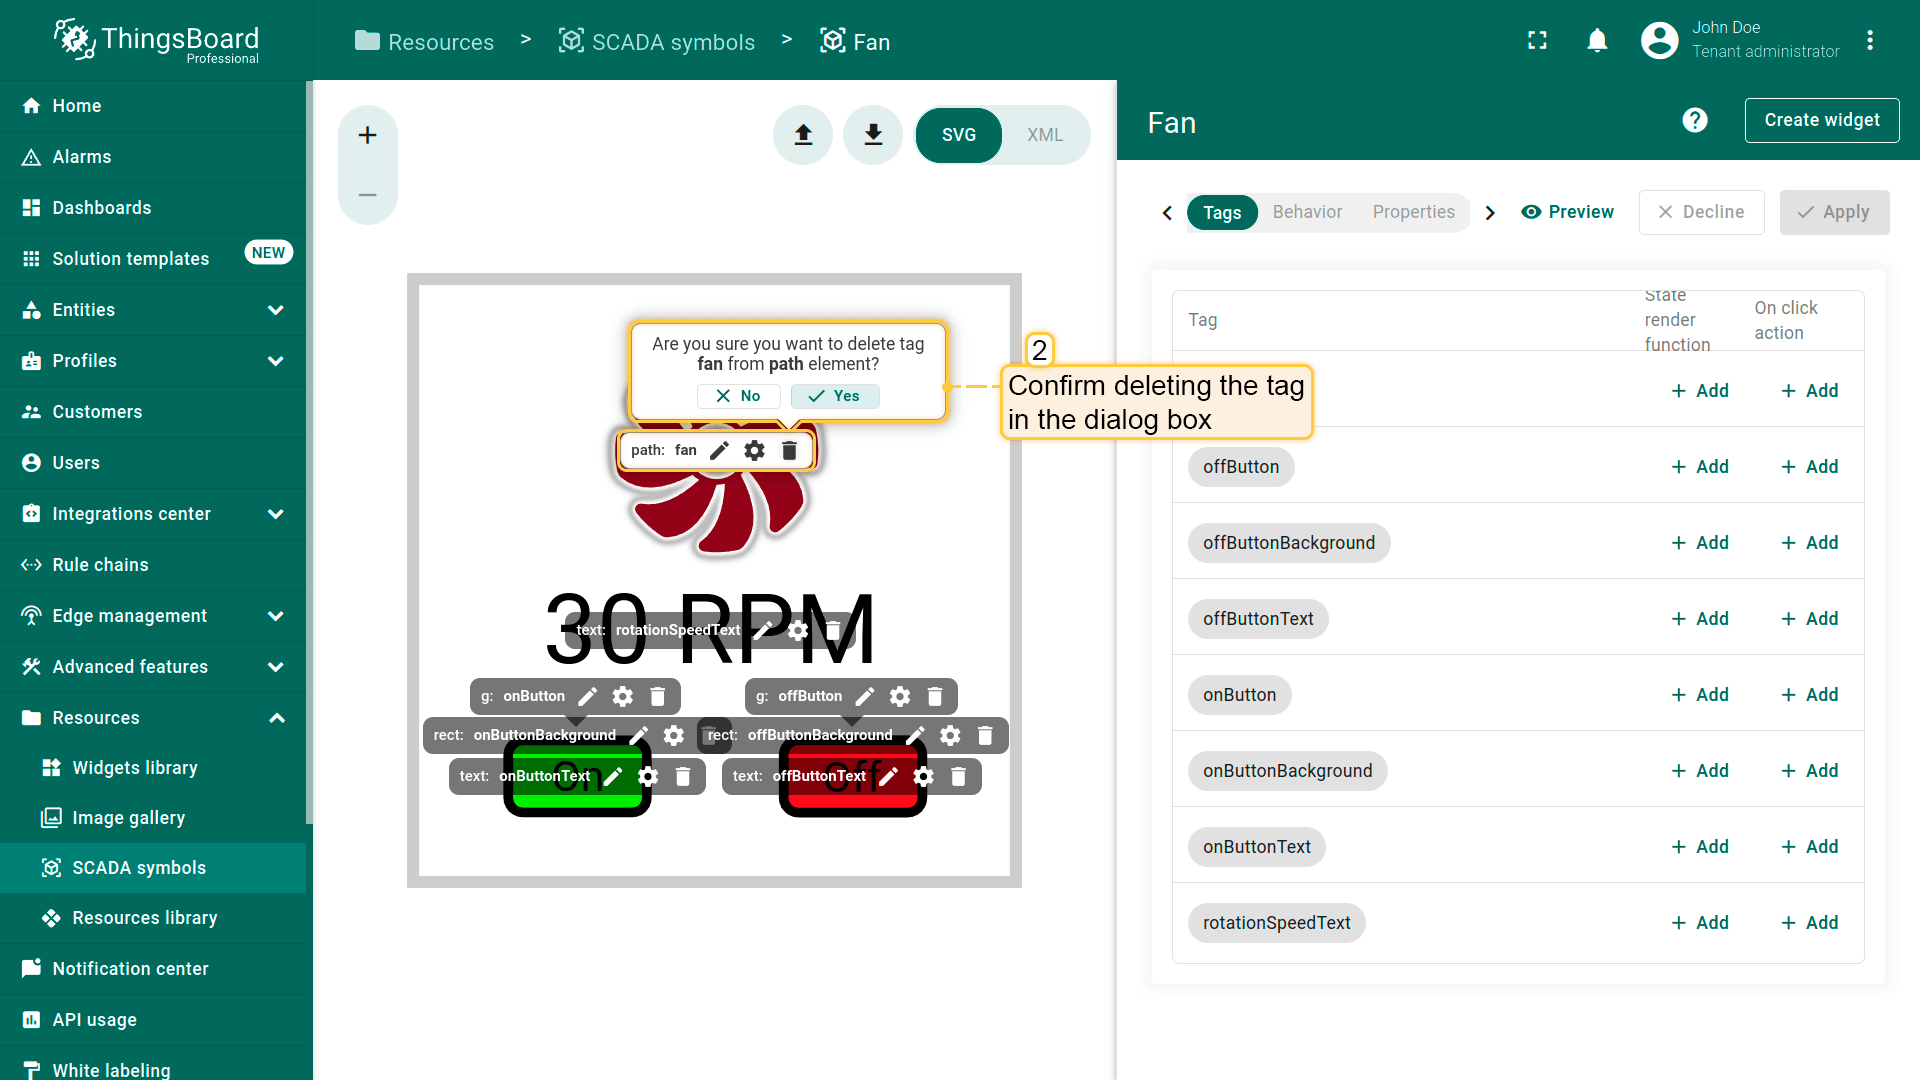 ThingsBoard
Professional
Resources > SCADA symbols > Fan
John Doe
Tenant administrator
Home
Alarms
Dashboards
Solution templates
NEW
Entities
Profiles
Customers
Users
Integrations center
Rule chains
Edge management
Advanced features
Resources
Widgets library
Image gallery
SCADA symbols
Resources library
Notification center
API usage
White labeling
SVG
XML
Are you sure you want to delete tag
fan from path element?
No
Yes
path: fan
2
Confirm deleting the tag
in the dialog box
30 RPM
text: rotationSpeedText
g: onButton
g: offButton
rect: onButtonBackground
rect: offButtonBackground
On
text: onButtonText
Off
text: offButtonText
Fan
?
Create widget
Tags
Behavior
Properties
Preview
Decline
Apply
Tag
State
render
function
On click
action
+ Add
+ Add
offButton
+ Add
+ Add
offButtonBackground
+ Add
+ Add
offButtonText
+ Add
+ Add
onButton
+ Add
+ Add
onButtonBackground
+ Add
+ Add
onButtonText
+ Add
+ Add
rotationSpeedText
+ Add
+ Add